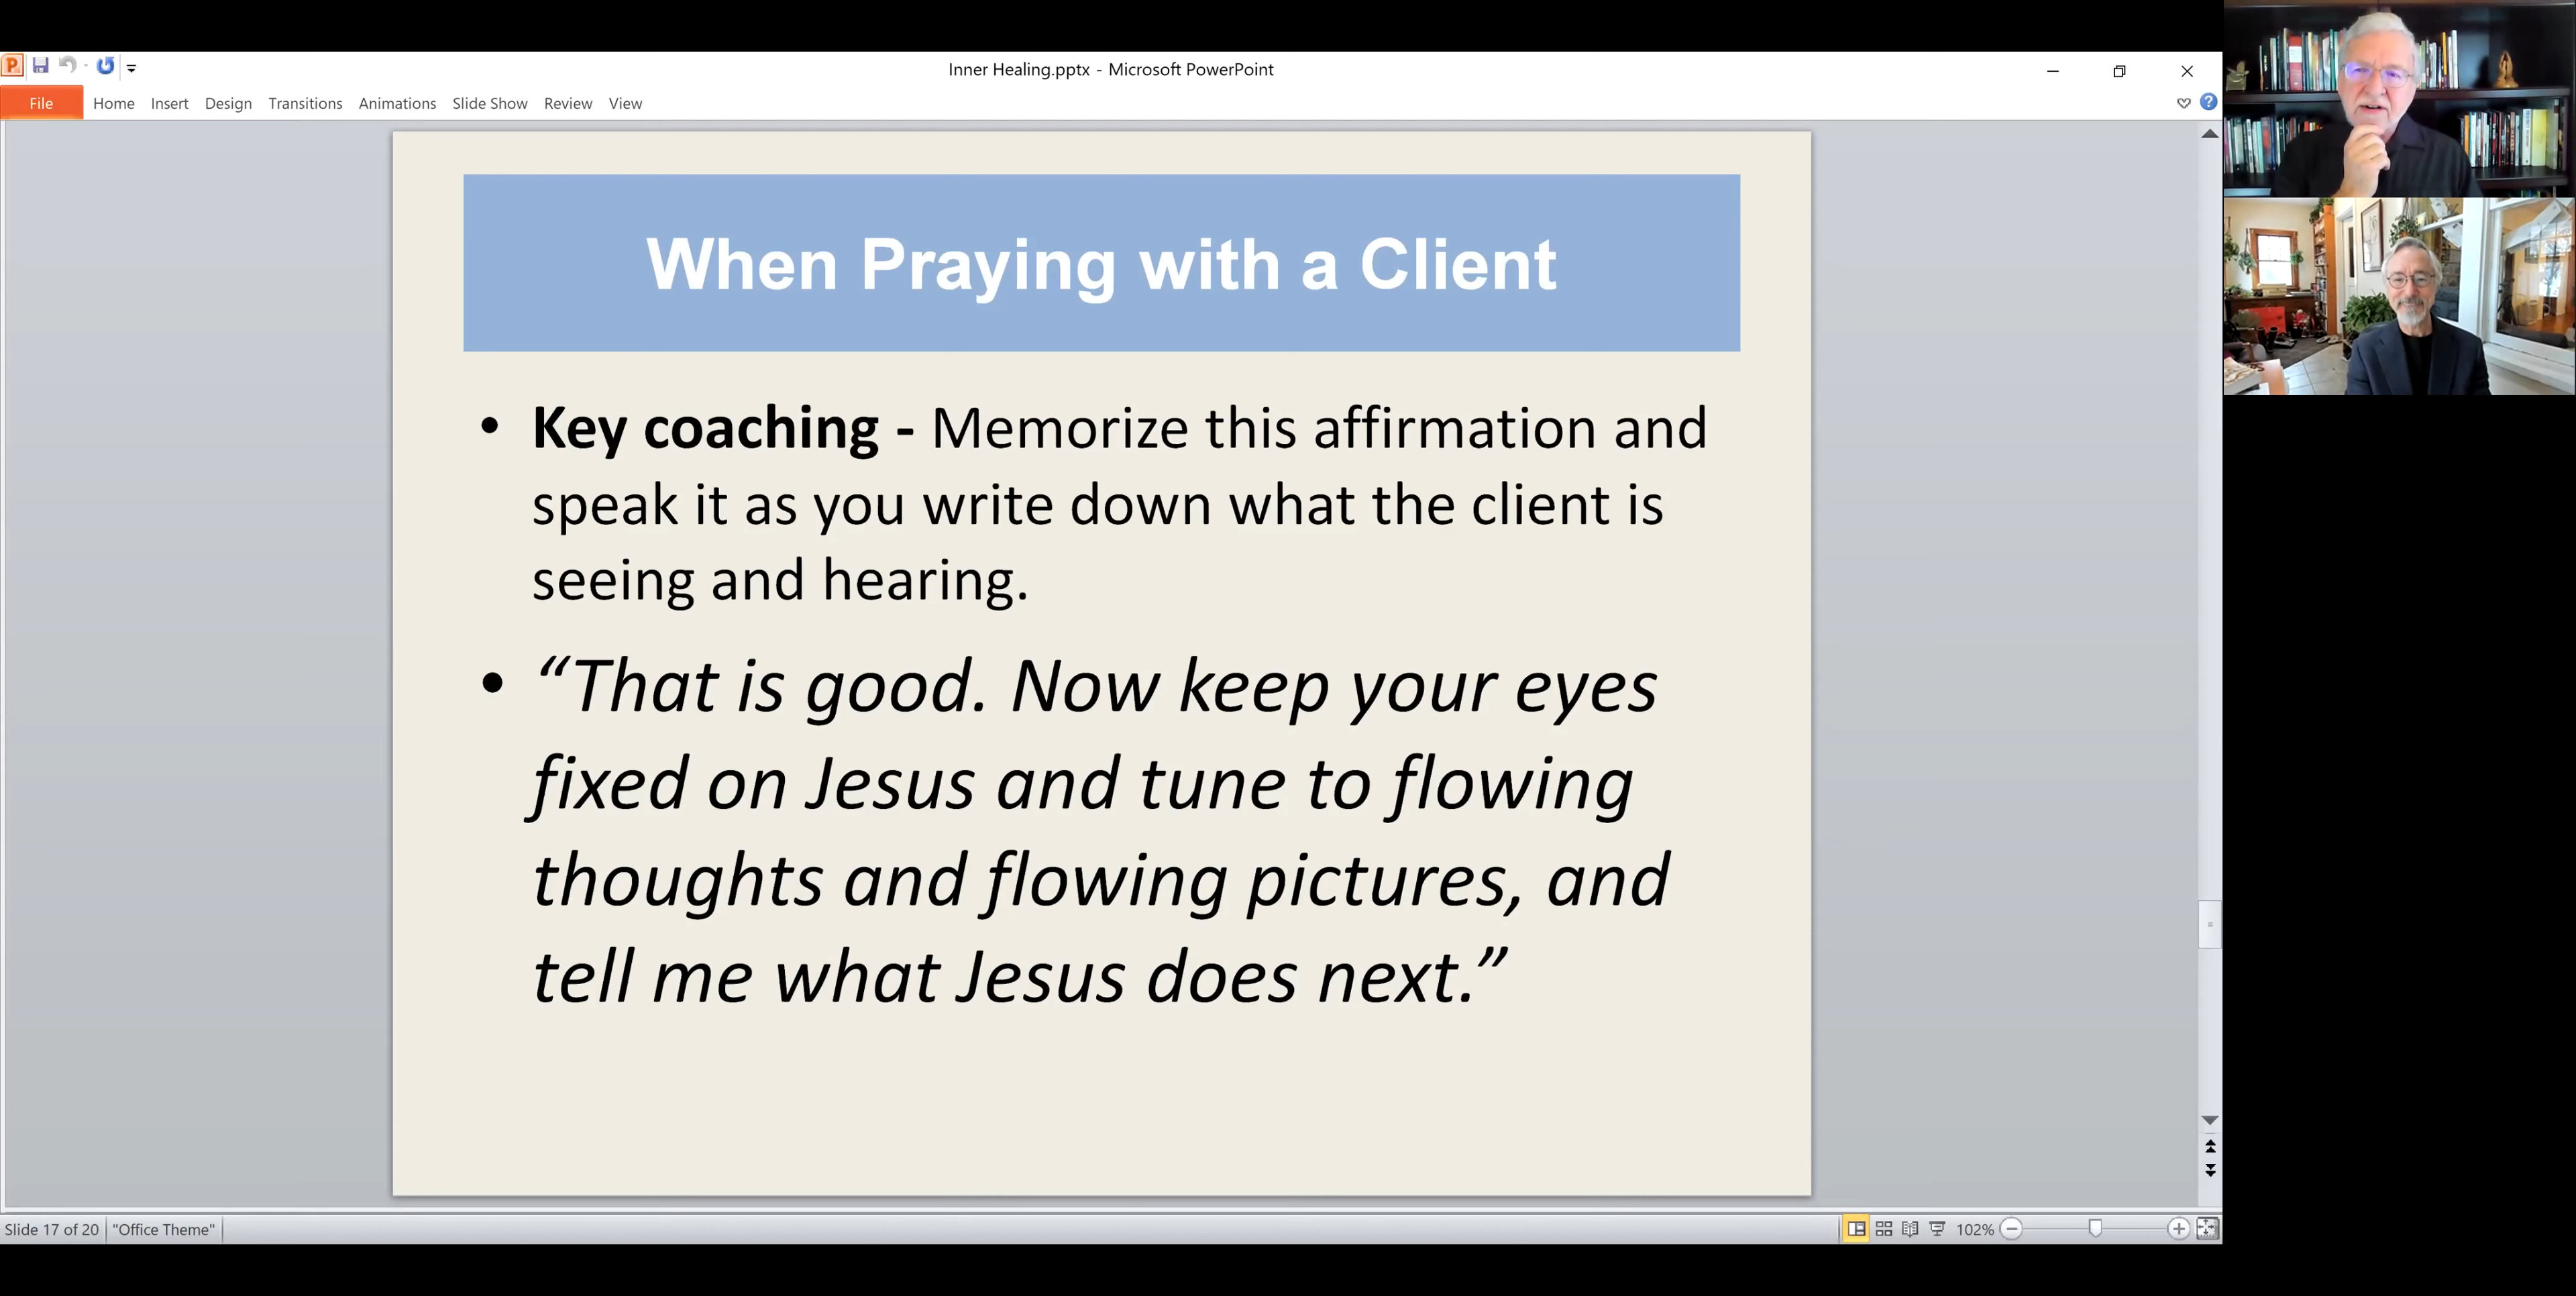 Inner Healing.pptx - Microsoft PowerPoint
File Home Insert Design Transitions Animations Slide Show Review View
When Praying with a Client
• Key coaching - Memorize this affirmation and
speak it as you write down what the client is
seeing and hearing.
• “That is good. Now keep your eyes
fixed on Jesus and tune to flowing
thoughts and flowing pictures, and
tell me what Jesus does next.”
Slide 17 of 20 "Office Theme" 102%